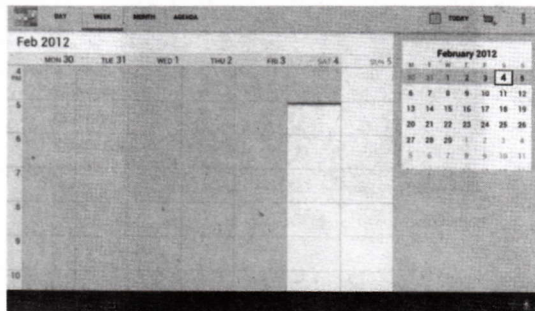 DAY WEEK MONTH AGENDA TODAY
Feb 2012
MON 30 TUE 31 WED 1 THU 2 FRI 3 SAT 4 SUN 5
4
PM
5
6
7
8
9
10
February 2012
M T W T F S S
30 31 1 2 3 4 5
6 7 8 9 10 11 12
13 14 15 16 17 18 19
20 21 22 23 24 25 26
27 28 29 1 2 3 4
5 6 7 8 9 10 11